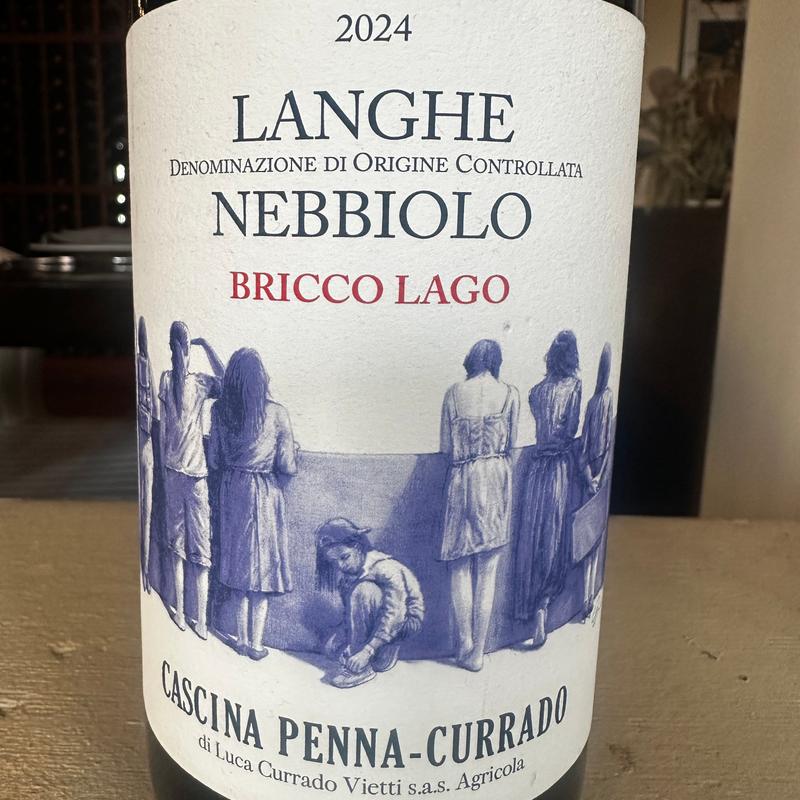 2024
LANGHE
DENOMINAZIONE DI ORIGINE CONTROLLATA
NEBBIOLO
BRICCO LAGO
CASCINA PENNA-CURRADO
di Luca Currado Vietti s.a.s. Agricola